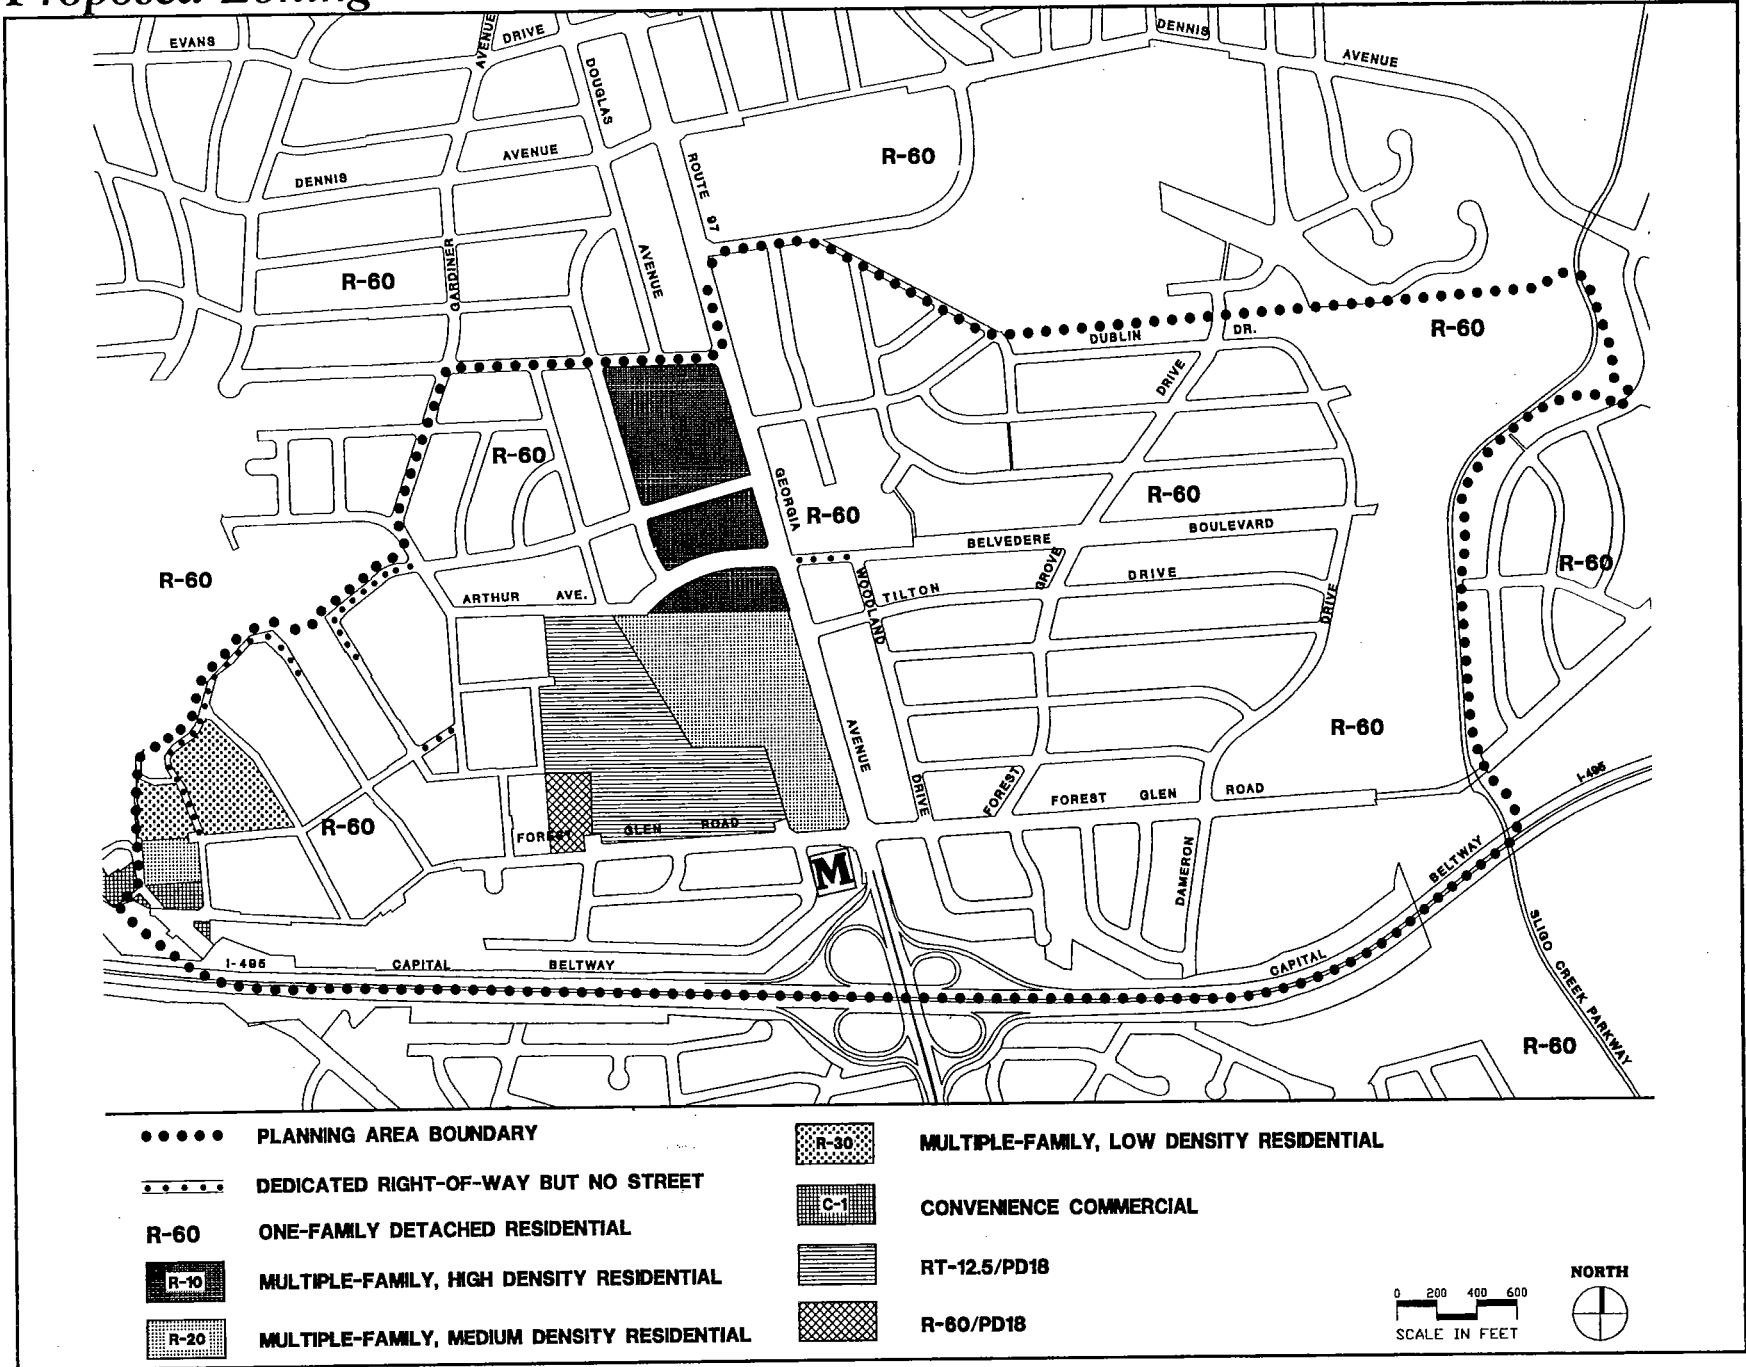 Proposed Zoning
EVANS
AVENUE
DRIVE
DENNIS
AVENUE
DOUGLAS
AVENUE
DENNIS
AVENUE
ROUTE 97
R-60
R-60
GARDINER
R-60
DUBLIN DR.
DRIVE
R-60
R-60
GEORGIA
R-60
R-60
BELVEDERE BOULEVARD
R-60
R-60
GROVE
DRIVE
TILTON
WOODLAND
DRIVE
ARTHUR AVE.
R-60
AVENUE
DRIVE
FOREST
FOREST GLEN ROAD
I-495
R-60
FOREST GLEN ROAD
M
DAMERON
BELTWAY
CAPITAL
I-495 CAPITAL BELTWAY
SLIGO CREEK PARKWAY
R-60
PLANNING AREA BOUNDARY
DEDICATED RIGHT-OF-WAY BUT NO STREET
R-60 ONE-FAMILY DETACHED RESIDENTIAL
R-10 MULTIPLE-FAMILY, HIGH DENSITY RESIDENTIAL
R-20 MULTIPLE-FAMILY, MEDIUM DENSITY RESIDENTIAL
R-30 MULTIPLE-FAMILY, LOW DENSITY RESIDENTIAL
C-1 CONVENIENCE COMMERCIAL
RT-12.5/PD18
R-60/PD18
0 200 400 600
SCALE IN FEET
NORTH